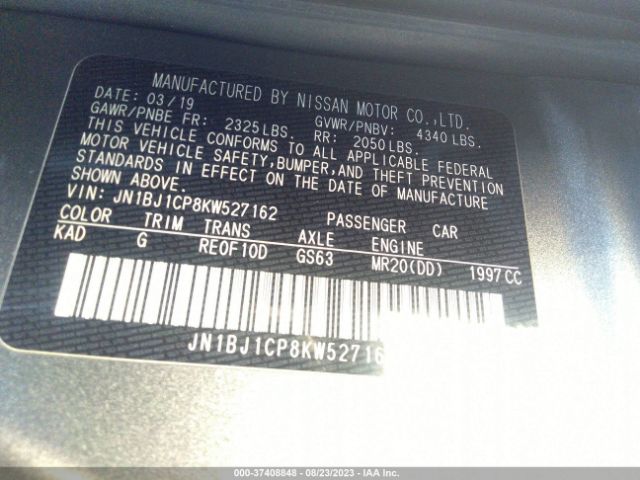 MANUFACTURED BY NISSAN MOTOR CO.,LTD.
DATE: 03/19 GVWR/PNBV: 4340 LBS.
GAWR/PNBE FR: 2325 LBS. RR: 2050 LBS.
THIS VEHICLE CONFORMS TO ALL APPLICABLE FEDERAL
MOTOR VEHICLE SAFETY,BUMPER,AND THEFT PREVENTION
STANDARDS IN EFFECT ON THE DATE OF MANUFACTURE
SHOWN ABOVE.
VIN: JN1BJ1CP8KW527162 PASSENGER CAR
COLOR TRIM TRANS AXLE ENGINE
KAD G RE0F10D GS63 MR20(DD) 1997CC
JN1BJ1CP8KW52716
000-37408848 - 08/23/2023 - IAA Inc.